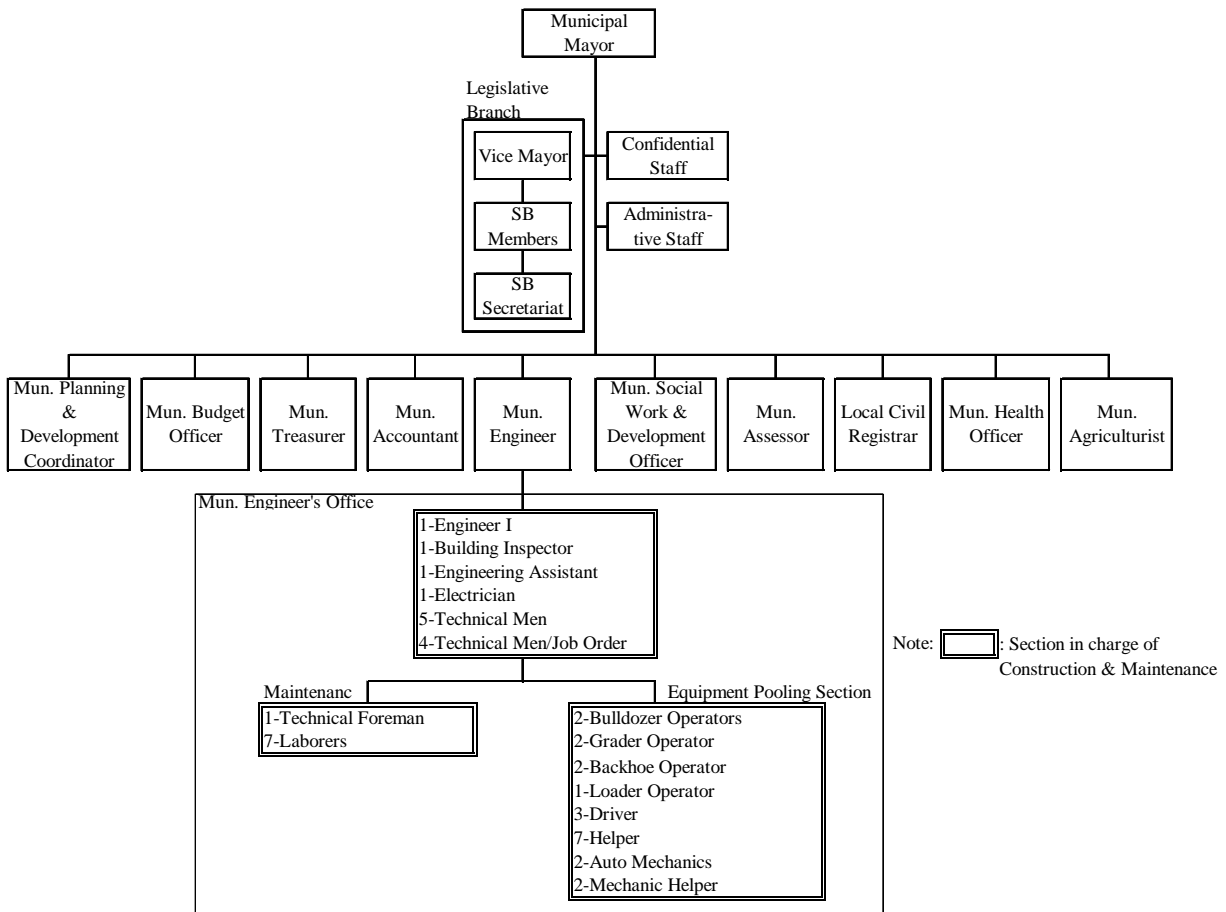 Municipal
Mayor
Legislative
Branch
Vice Mayor
Confidential
Staff
SB
Members
Administra-
tive Staff
SB
Secretariat
Mun. Planning
&
Development
Coordinator
Mun. Budget
Officer
Mun.
Treasurer
Mun.
Accountant
Mun.
Engineer
Mun. Social
Work &
Development
Officer
Mun.
Assessor
Local Civil
Registrar
Mun. Health
Officer
Mun.
Agriculturist
Mun. Engineer's Office
1-Engineer I
1-Building Inspector
1-Engineering Assistant
1-Electrician
5-Technical Men
4-Technical Men/Job Order
Note: : Section in charge of
Construction & Maintenance
Maintenanc
1-Technical Foreman
7-Laborers
Equipment Pooling Section
2-Bulldozer Operators
2-Grader Operator
2-Backhoe Operator
1-Loader Operator
3-Driver
7-Helper
2-Auto Mechanics
2-Mechanic Helper